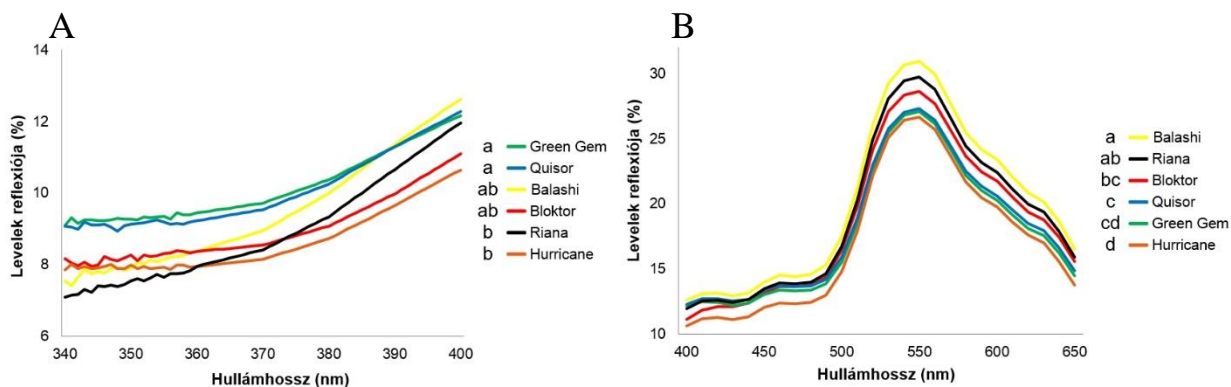 A
Levelek reflexiója (%)
14
12
10
8
6
340 350 360 370 380 390 400
Hullámhossz (nm)
a Green Gem
a Quisor
ab Balashi
ab Bloktor
b Riana
b Hurricane
B
Levelek reflexiója (%)
30
25
20
15
10
400 450 500 550 600 650
Hullámhossz (nm)
a Balashi
ab Riana
bc Bloktor
c Quisor
cd Green Gem
d Hurricane